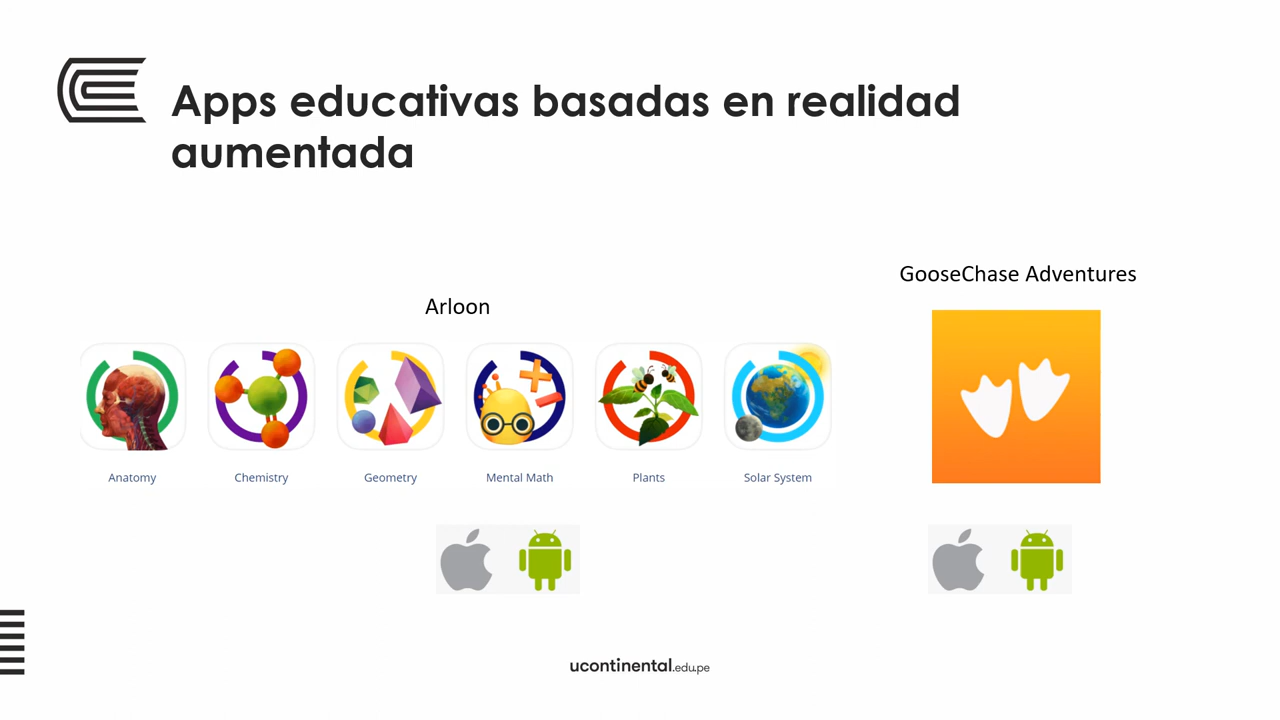 Apps educativas basadas en realidad
aumentada
GooseChase Adventures
Arloon
Anatomy
Chemistry
Geometry
Mental Math
Plants
Solar System
ucontinental.edu.pe